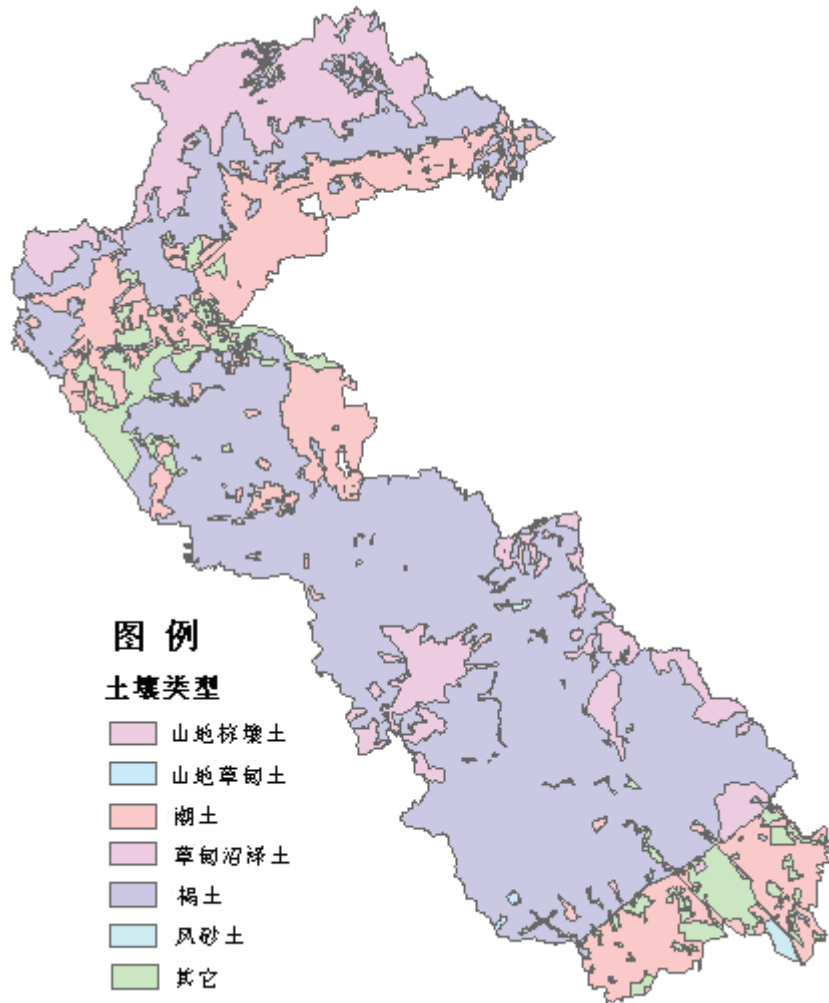 图 例
土壤类型
山地棕壤土
山地草甸土
潮土
草甸沼泽土
褐土
风砂土
其它